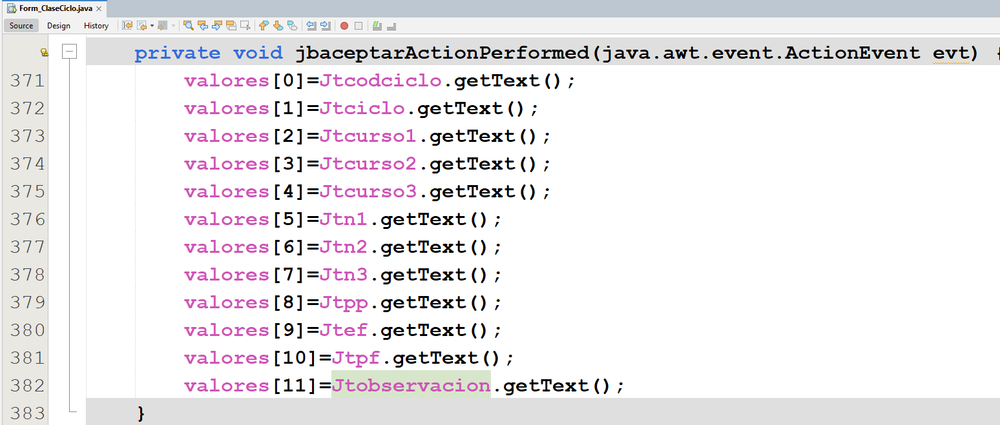 Form_ClaseCiclo.java ×
Source Design History
private void jbaceptarActionPerformed(java.awt.event.ActionEvent evt) {
371 valores[0]=Jtcodciclo.getText();
372 valores[1]=Jtciclo.getText();
373 valores[2]=Jtcurso1.getText();
374 valores[3]=Jtcurso2.getText();
375 valores[4]=Jtcurso3.getText();
376 valores[5]=Jtn1.getText();
377 valores[6]=Jtn2.getText();
378 valores[7]=Jtn3.getText();
379 valores[8]=Jtpp.getText();
380 valores[9]=Jtef.getText();
381 valores[10]=Jtpf.getText();
382 valores[11]=Jtobservacion.getText();
383 }